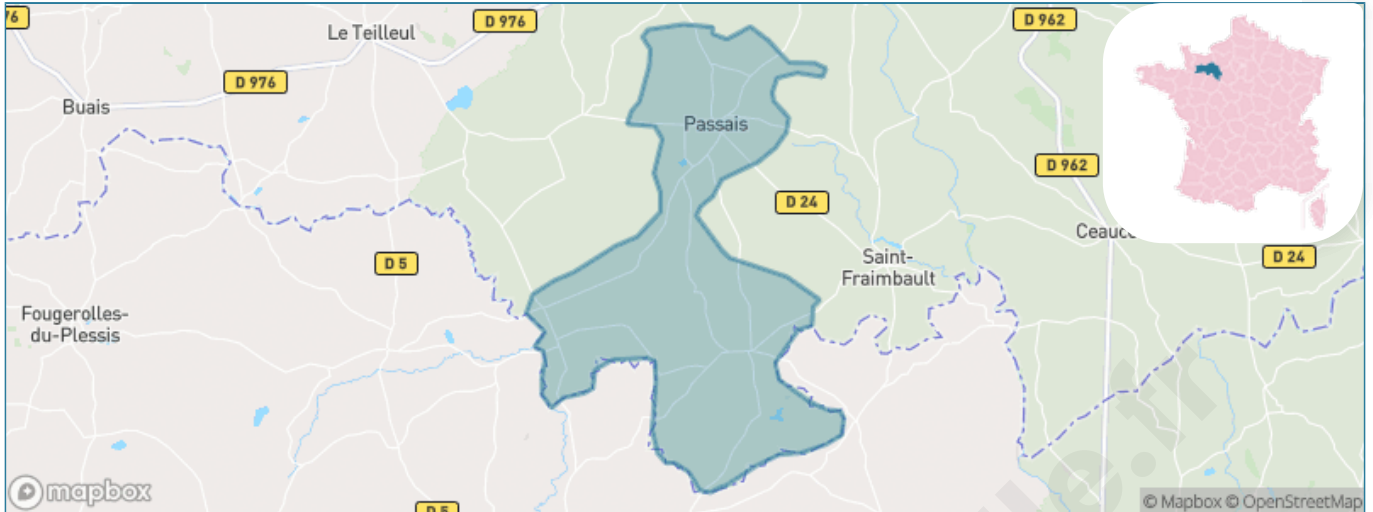 76
D 976
D 962
Le Teilleul
D 976
Buais
Passais
D 962
D 24
Ceauc
D 5
Saint-
Fraimbault
D 24
Fougerolles-
du-Plessis
mapbox
D 5
© Mapbox © OpenStreetMap